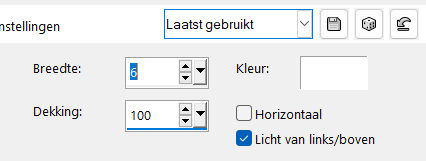 nstellingen Laatst gebruikt
Breedte: 6 Kleur:
Dekking: 100 Horizontaal
Licht van links/boven